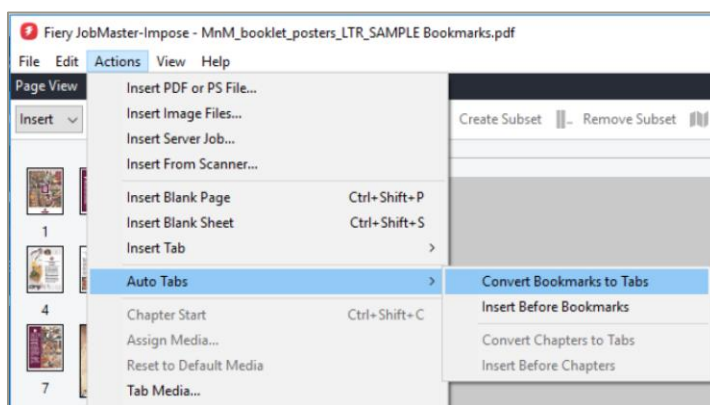 Fiery JobMaster-Impose - MnM_booklet_posters_LTR_SAMPLE Bookmarks.pdf
File Edit Actions View Help
Page View
Insert
Create Subset Remove Subset
Insert PDF or PS File...
Insert Image Files...
Insert Server Job...
Insert From Scanner...
Insert Blank Page Ctrl+Shift+P
Insert Blank Sheet Ctrl+Shift+S
Insert Tab
Auto Tabs
Chapter Start Ctrl+Shift+C
Assign Media...
Reset to Default Media
Tab Media...
Convert Bookmarks to Tabs
Insert Before Bookmarks
Convert Chapters to Tabs
Insert Before Chapters
1
4
7